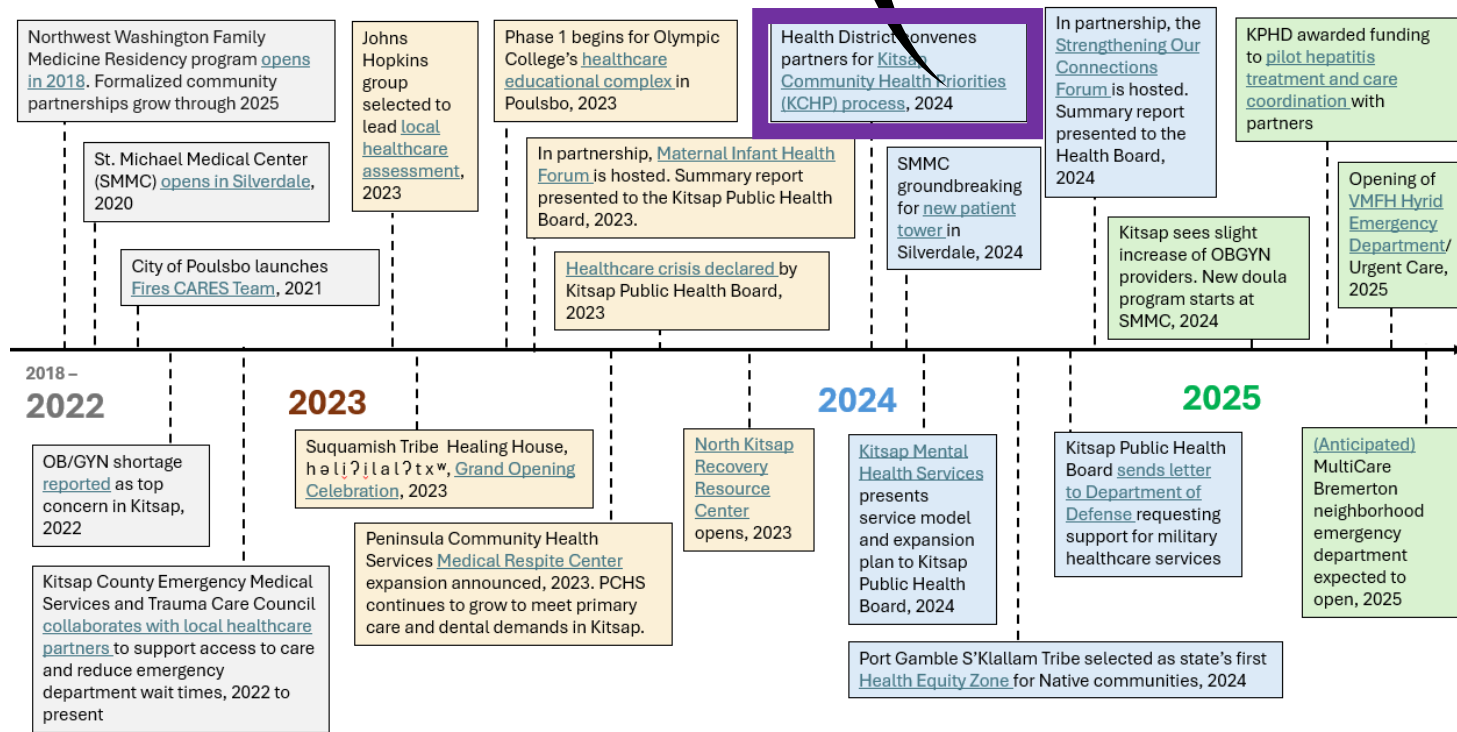 Northwest Washington Family
Medicine Residency program opens
in 2018. Formalized community
partnerships grow through 2025
St. Michael Medical Center
(SMMC) opens in Silverdale,
2020
City of Poulsbo launches
Fires CARES Team, 2021
Johns
Hopkins
group
selected to
lead local
healthcare
assessment,
2023
Phase 1 begins for Olympic
College's healthcare
educational complex in
Poulsbo, 2023
In partnership, Maternal Infant Health
Forum is hosted. Summary report
presented to the Kitsap Public Health
Board, 2023.
Healthcare crisis declared by
Kitsap Public Health Board,
2023
Health District convenes
partners for Kitsap
Community Health Priorities
(KCHP) process, 2024
SMMC
groundbreaking
for new patient
tower in
Silverdale, 2024
In partnership, the
Strengthening Our
Connections
Forum is hosted.
Summary report
presented to the
Health Board,
2024
Kitsap sees slight
increase of OBGYN
providers. New doula
program starts at
SMMC, 2024
KPHD awarded funding
to pilot hepatitis
treatment and care
coordination with
partners
Opening of
VMFH Hyrid
Emergency
Department/
Urgent Care,
2025
2018 –
2022
2023
2024
2025
OB/GYN shortage
reported as top
concern in Kitsap,
2022
Kitsap County Emergency Medical
Services and Trauma Care Council
collaborates with local healthcare
partners to support access to care
and reduce emergency
department wait times, 2022 to
present
Suquamish Tribe Healing House,
həliʔilalʔtxʷ, Grand Opening
Celebration, 2023
Peninsula Community Health
Services Medical Respite Center
expansion announced, 2023. PCHS
continues to grow to meet primary
care and dental demands in Kitsap.
North Kitsap
Recovery
Resource
Center
opens, 2023
Kitsap Mental
Health Services
presents
service model
and expansion
plan to Kitsap
Public Health
Board, 2024
Port Gamble S'Klallam Tribe selected as state's first
Health Equity Zone for Native communities, 2024
Kitsap Public Health
Board sends letter
to Department of
Defense requesting
support for military
healthcare services
(Anticipated)
MultiCare
Bremerton
neighborhood
emergency
department
expected to
open, 2025